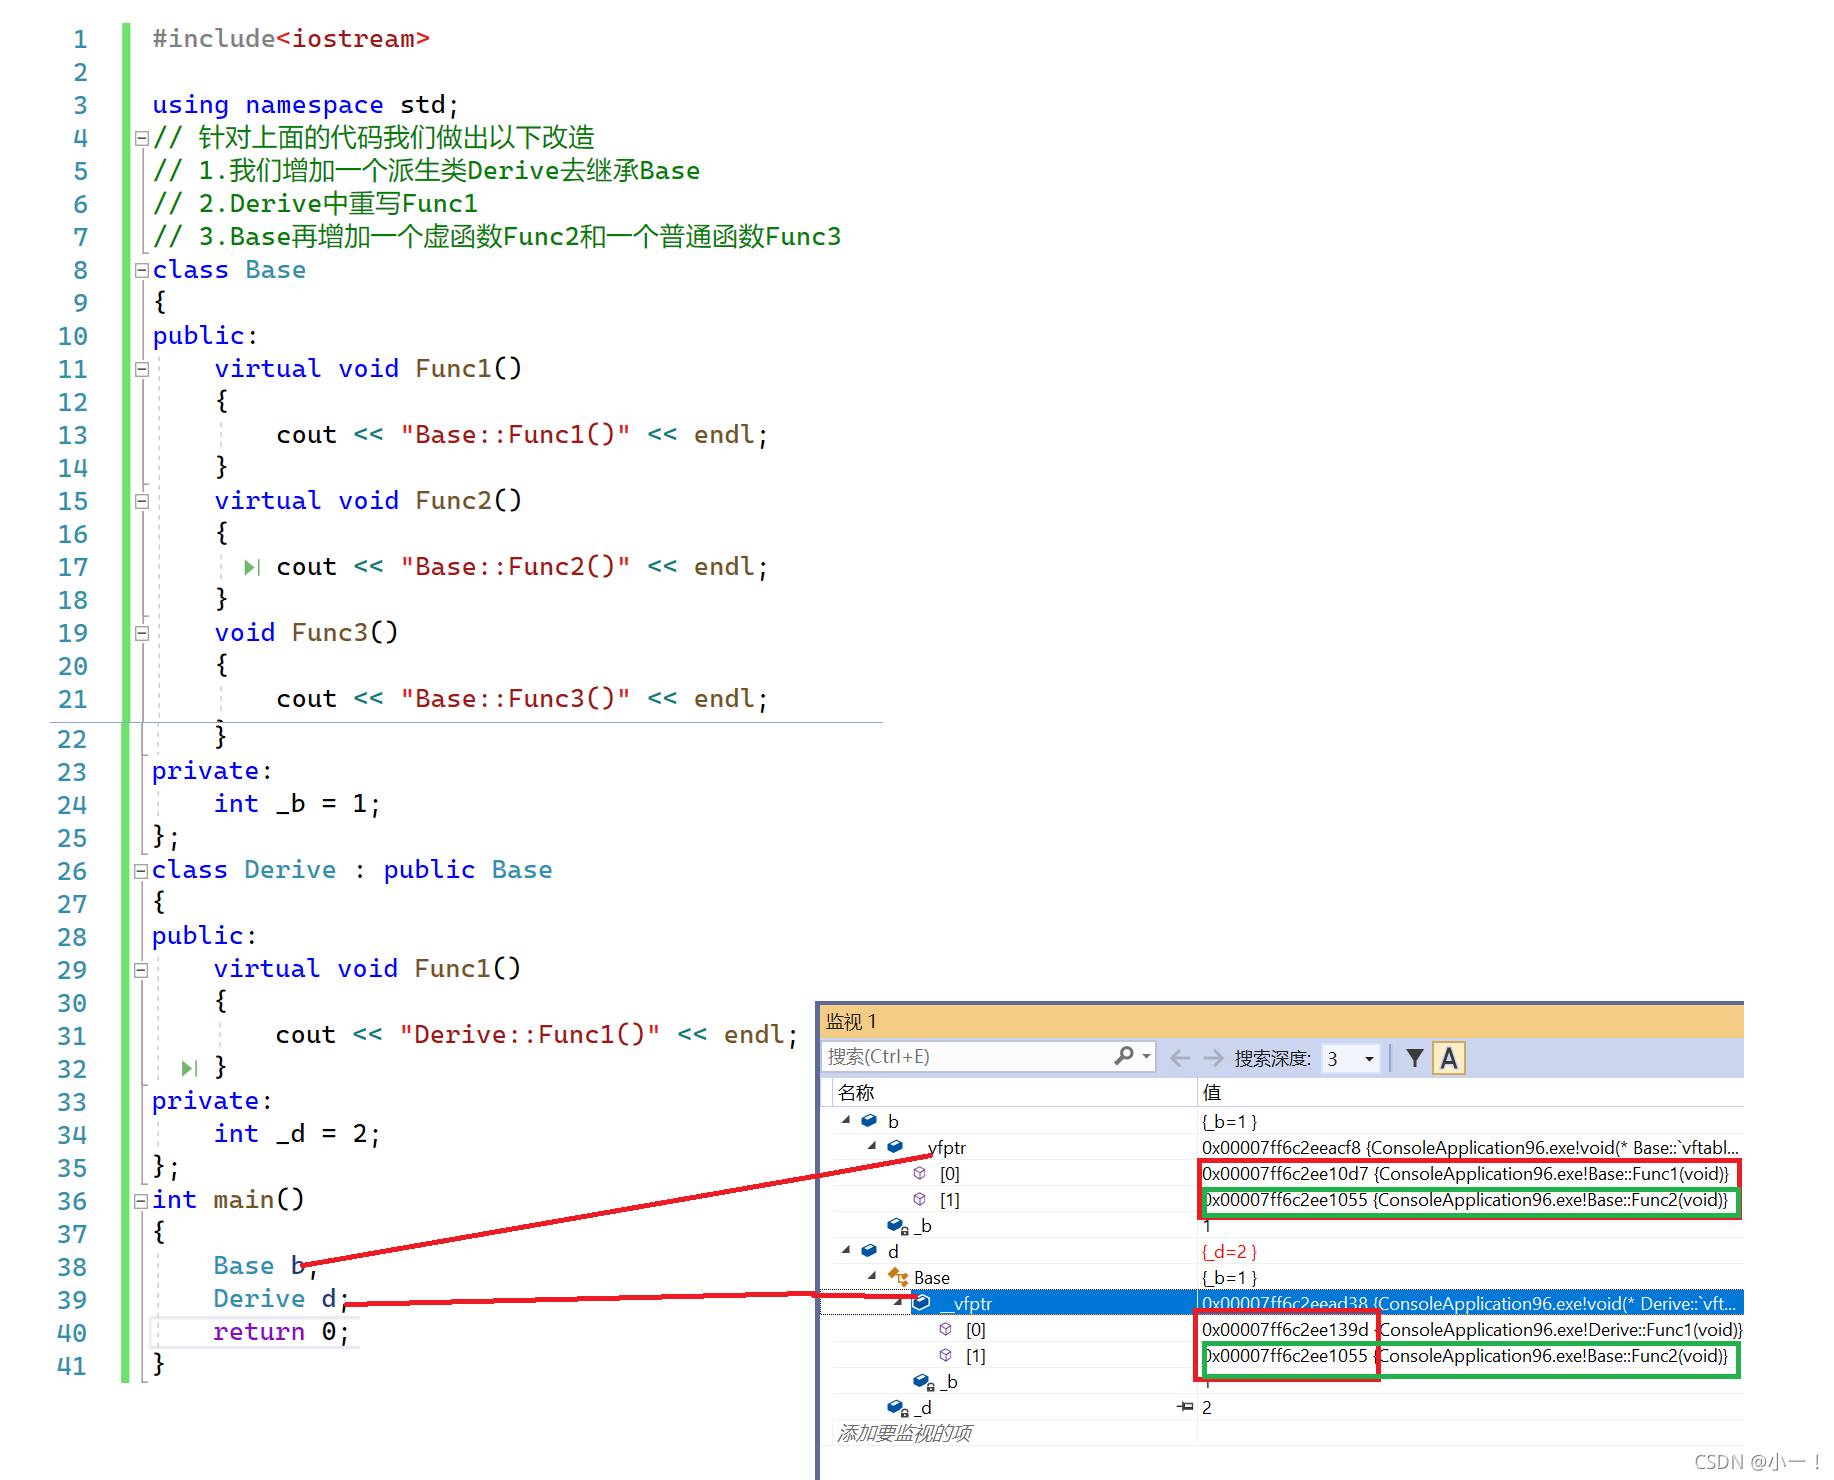 1 #include<iostream>
2
3 using namespace std;
4 // 针对上面的代码我们做出以下改造
5 // 1.我们增加一个派生类Derive去继承Base
6 // 2.Derive中重写Func1
7 // 3.Base再增加一个虚函数Func2和一个普通函数Func3
8 class Base
9 {
10 public:
11 virtual void Func1()
12 {
13 cout << "Base::Func1()" << endl;
14 }
15 virtual void Func2()
16 {
17 cout << "Base::Func2()" << endl;
18 }
19 void Func3()
20 {
21 cout << "Base::Func3()" << endl;
22 }
23 private:
24 int _b = 1;
25 };
26 class Derive : public Base
27 {
28 public:
29 virtual void Func1()
30 {
31 cout << "Derive::Func1()" << endl;
32 }
33 private:
34 int _d = 2;
35 };
36 int main()
37 {
38 Base b;
39 Derive d;
40 return 0;
41 }
监视 1
搜索(Ctrl+E) 搜索深度: 3 A
名称 值
b {_b=1 }
__vfptr 0x00007ff6c2eeacf8 {ConsoleApplication96.exe!void(* Base::`vftabl...
[0] 0x00007ff6c2ee10d7 {ConsoleApplication96.exe!Base::Func1(void)}
[1] 0x00007ff6c2ee1055 {ConsoleApplication96.exe!Base::Func2(void)}
_b 1
d {_d=2 }
Base {_b=1 }
__vfptr 0x00007ff6c2eead38 {ConsoleApplication96.exe!void(* Derive::`vft...
[0] 0x00007ff6c2ee139d {ConsoleApplication96.exe!Derive::Func1(void)}
[1] 0x00007ff6c2ee1055 {ConsoleApplication96.exe!Base::Func2(void)}
_b 1
_d 2
添加要监视的项
CSDN @小一！